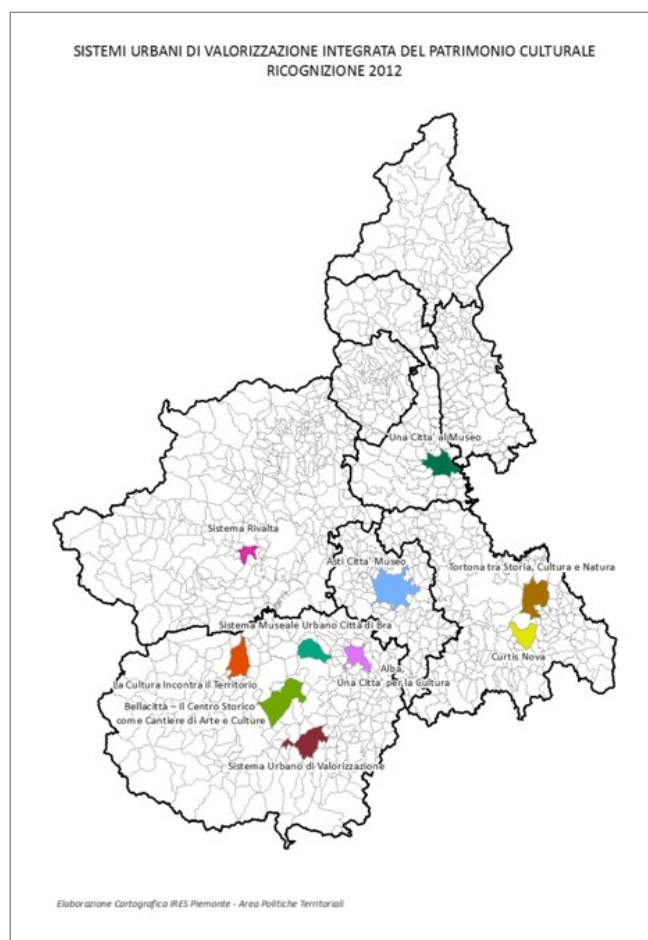 SISTEMI URBANI DI VALORIZZAZIONE INTEGRATA DEL PATRIMONIO CULTURALE
RICOGNIZIONE 2012
Una Citta' al Museo
Sistema Rivalta
Asti Citta' Museo
Tortona tra Storia, Cultura e Natura
Sistema Museale Urbano Città di Bra
Curtis Nova
Alba,
Una Citta' per la Cultura
La Cultura Incontra il Territorio
Bellacittà – Il Centro Storico
come Cantiere di Arte e Culture
Sistema Urbano di Valorizzazione
Elaborazione Cartografica IRES Piemonte - Area Politiche Territoriali